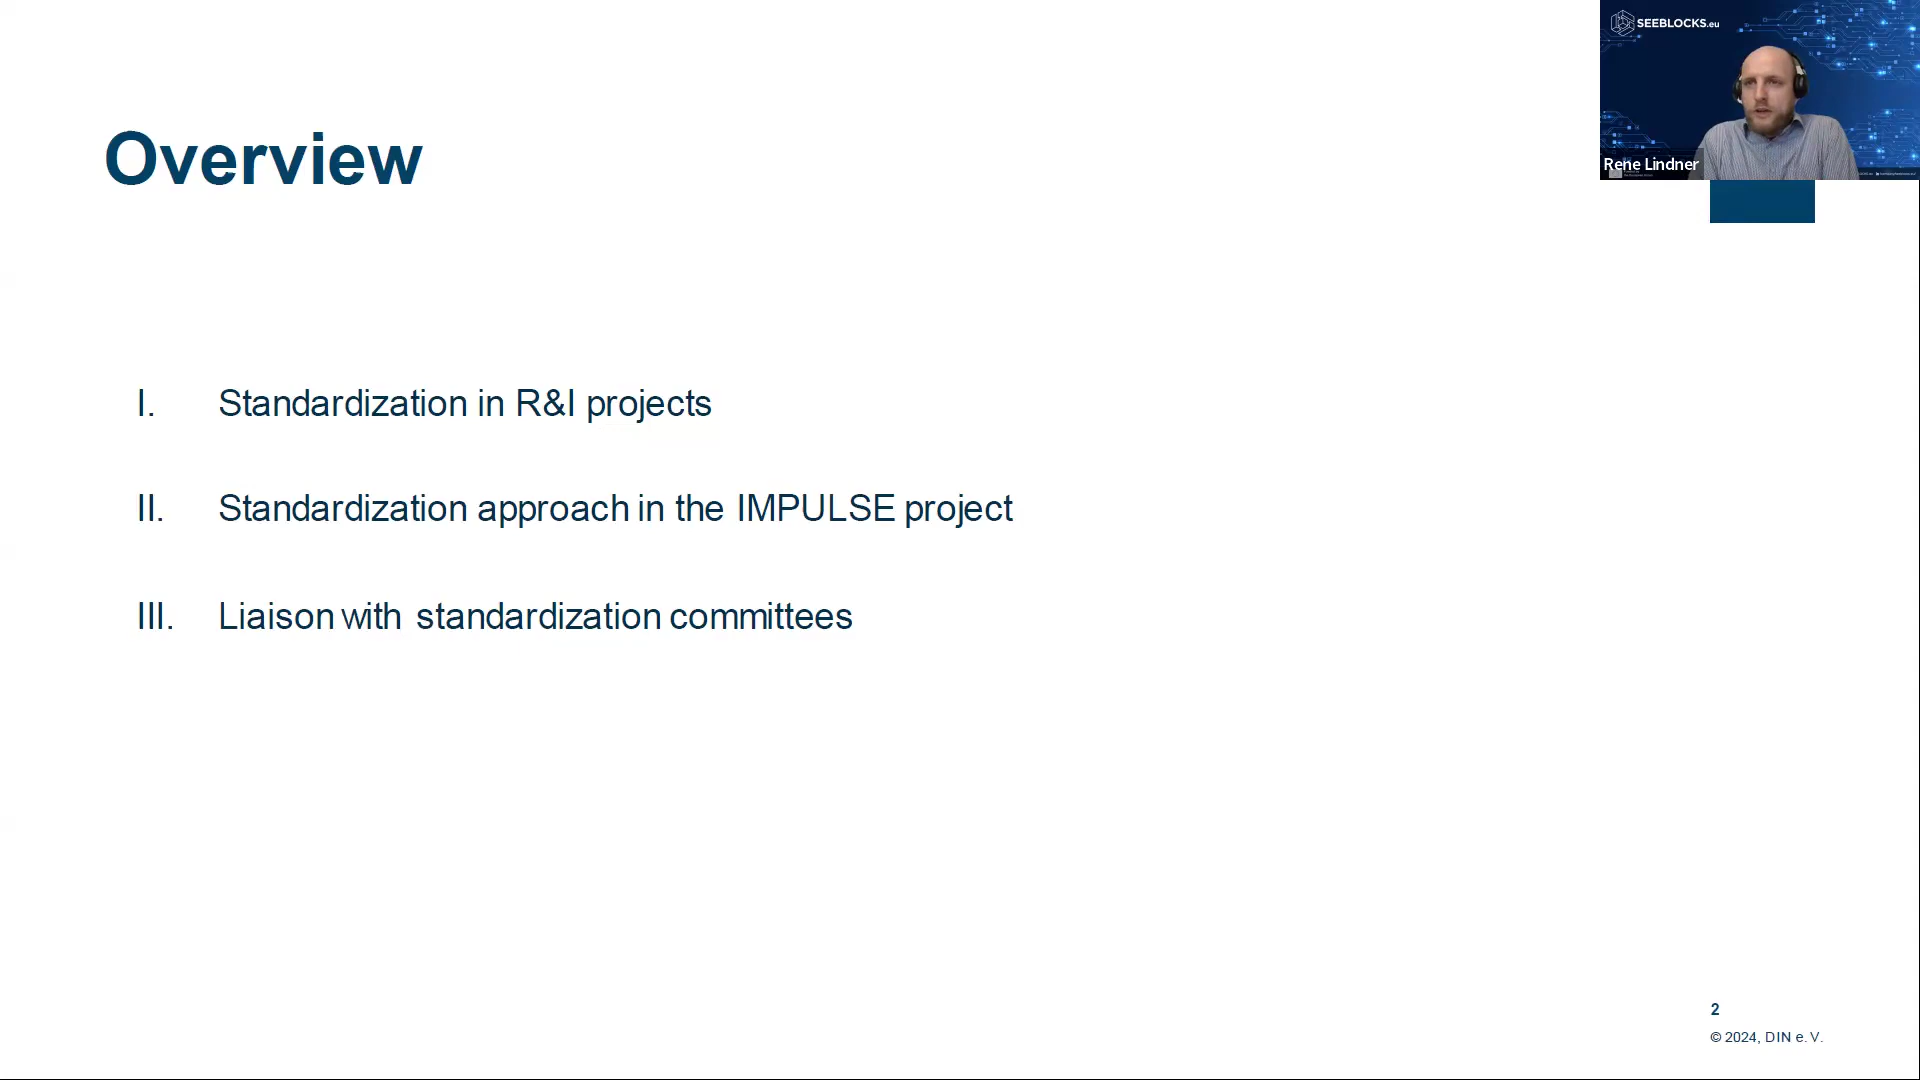 SEEBLOCKS.eu
Rene Lindner
Overview
I. Standardization in R&I projects
II. Standardization approach in the IMPULSE project
III. Liaison with standardization committees
2
© 2024, DIN e. V.